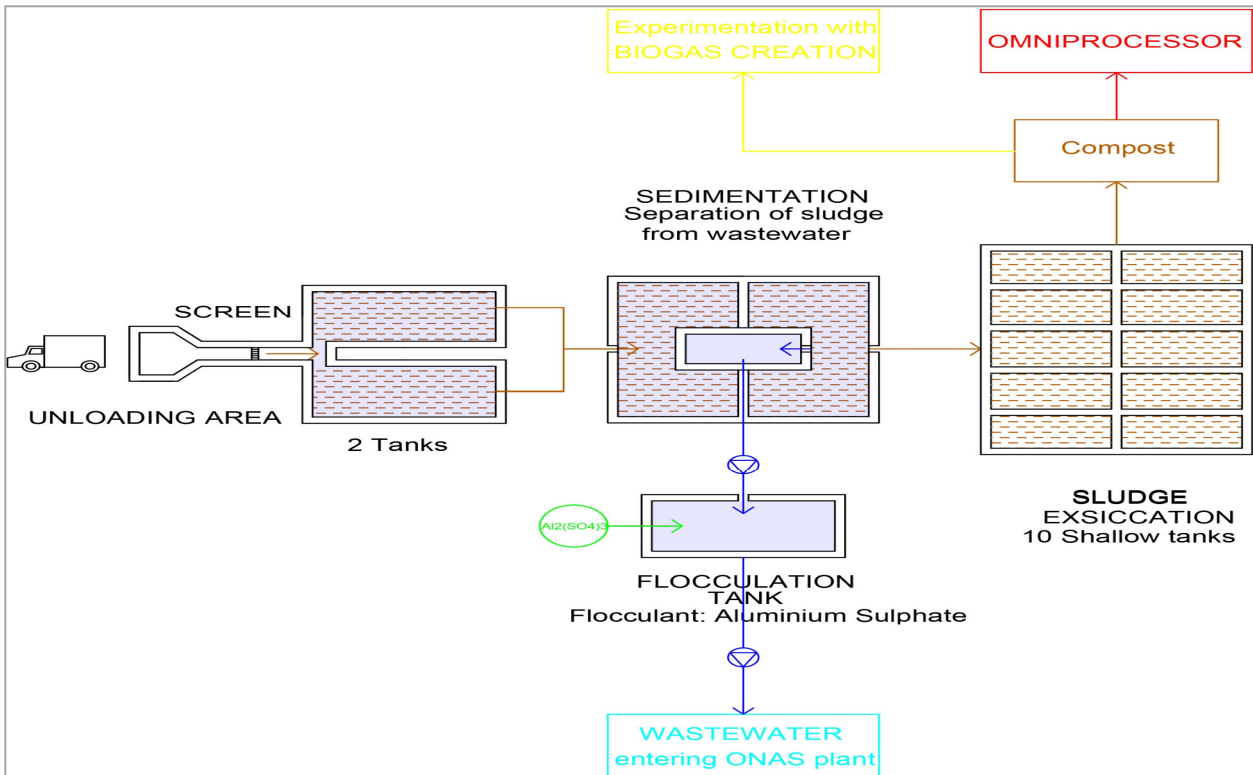 Experimentation with
BIOGAS CREATION
OMNIPROCESSOR
Compost
SEDIMENTATION
Separation of sludge
from wastewater
SCREEN
UNLOADING AREA
2 Tanks
SLUDGE
EXSICCATION
10 Shallow tanks
Al2(SO4)3
FLOCCULATION
TANK
Flocculant: Aluminium Sulphate
WASTEWATER
entering ONAS plant